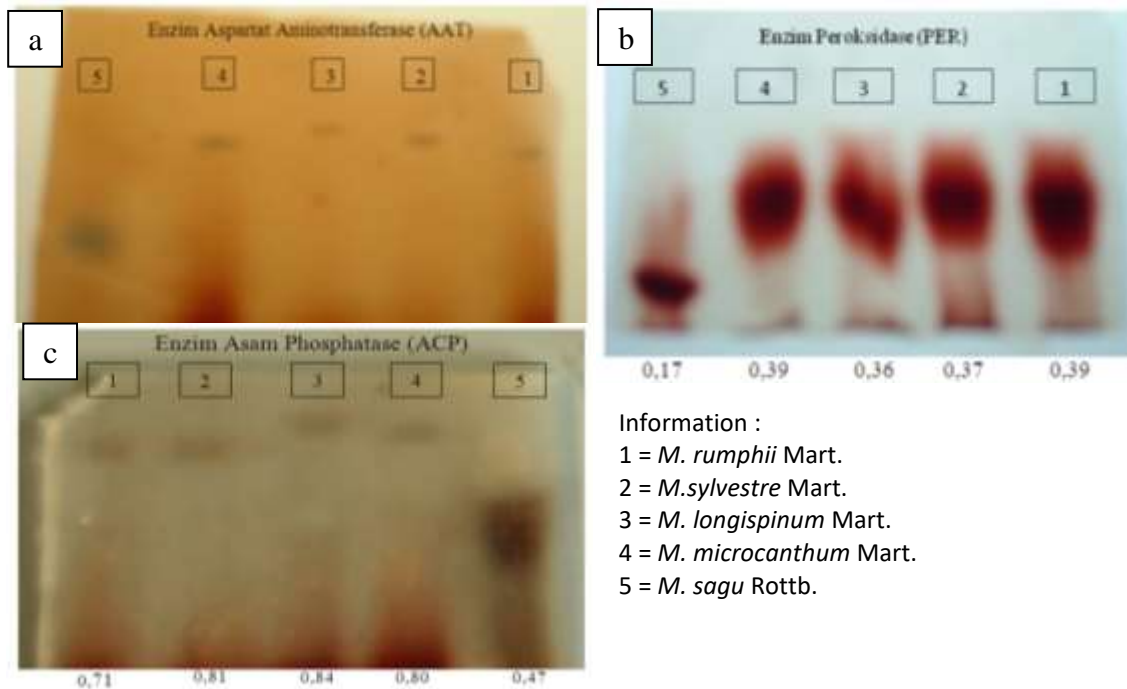 a
Enzim Aspartat Aminotransferase (AAT)
5 4 3 2 1
b
Enzim Peroksidase (PER)
5 4 3 2 1
0,17 0,39 0,36 0,37 0,39
c
Enzim Asam Phosphatase (ACP)
1 2 3 4 5
0,71 0,81 0,84 0,80 0,47
Information :
1 = M. rumphii Mart.
2 = M.sylvestre Mart.
3 = M. longispinum Mart.
4 = M. microcanthum Mart.
5 = M. sagu Rottb.